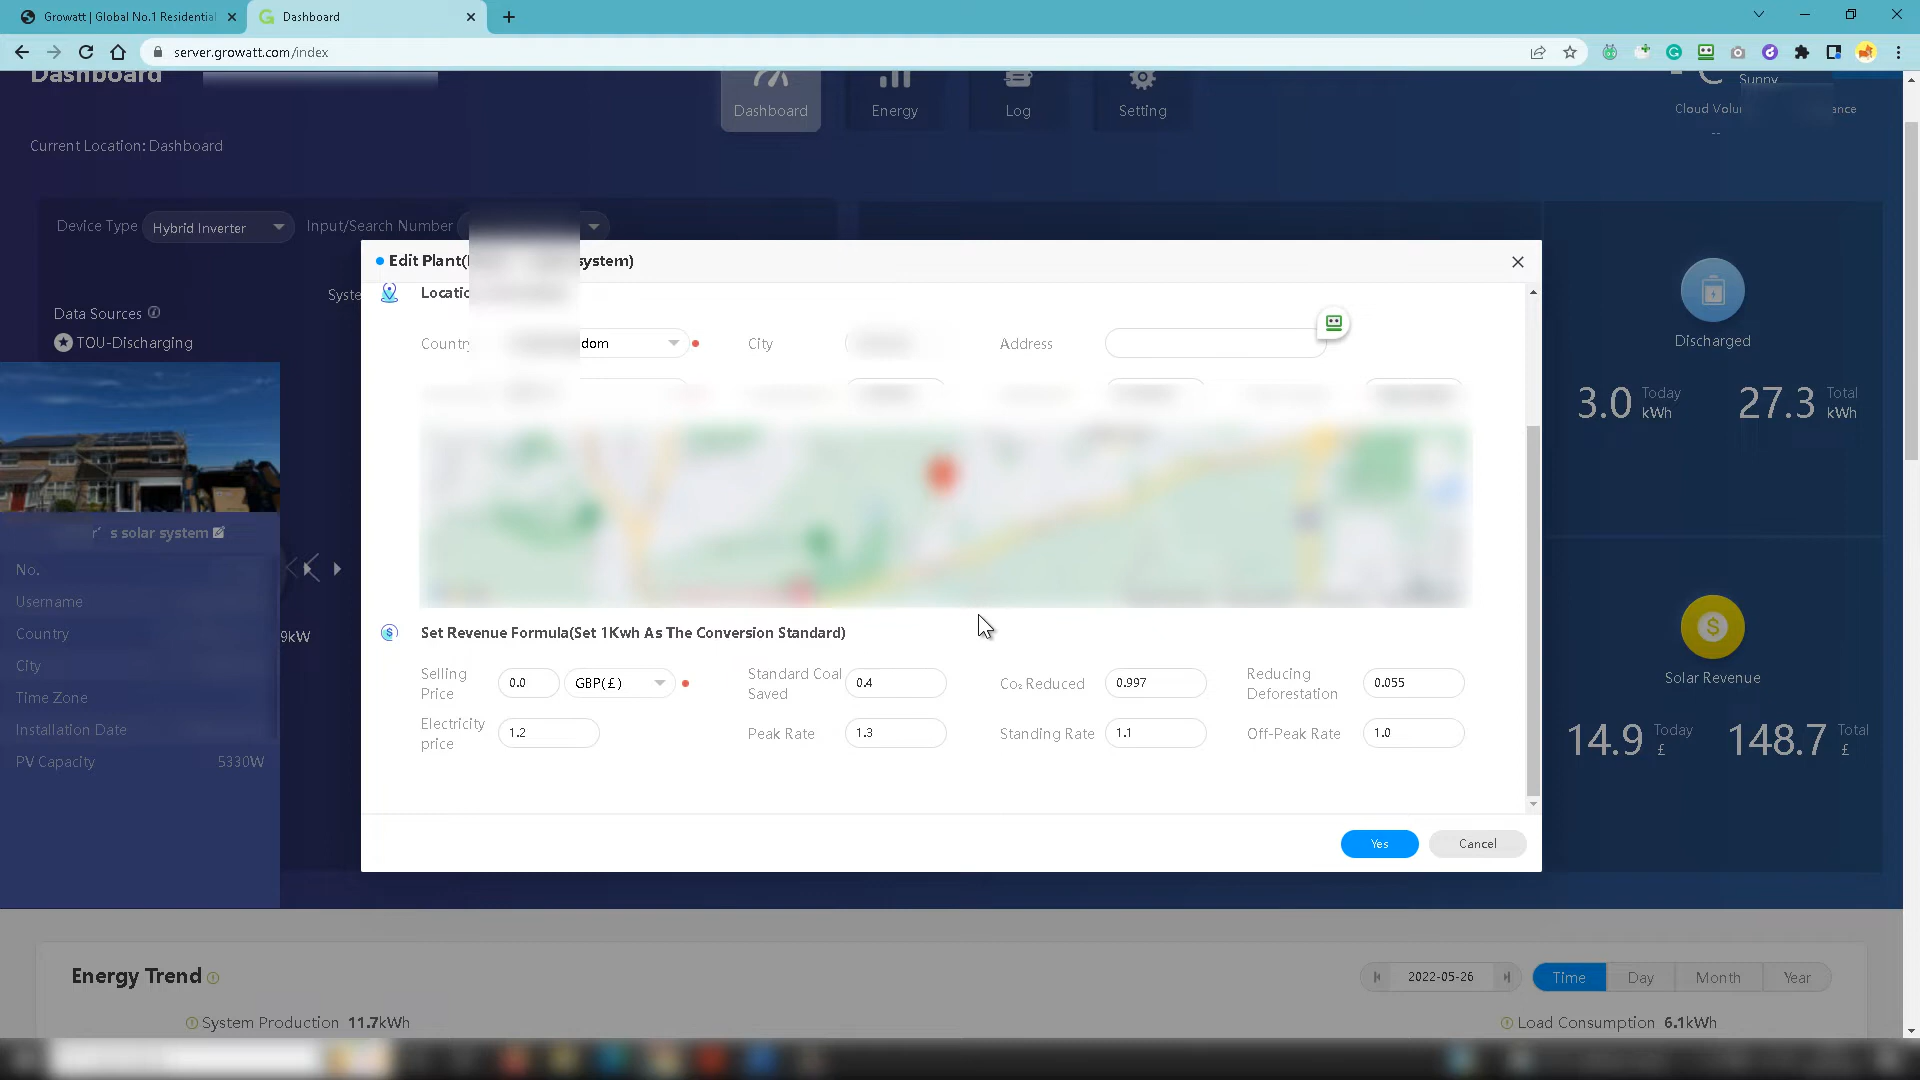 Growatt | Global No.1 Residential
Dashboard
server.growatt.com/index
Dashboard
Dashboard
Energy
Log
Setting
Sunny
Cloud Volu
ance
--
Current Location: Dashboard
Device Type
Hybrid Inverter
Input/Search Number
Edit Plant(
system)
Syste
Locatio
Data Sources
TOU-Discharging
Country
dom
City
Address
Discharged
3.0 Today kWh
27.3 Total kWh
s solar system
No.
Username
Country
City
Time Zone
Installation Date
PV Capacity 5330W
9kW
Set Revenue Formula(Set 1Kwh As The Conversion Standard)
Selling Price
0.0
GBP(£)
Standard Coal Saved
0.4
Co₂ Reduced
0.997
Reducing Deforestation
0.055
Electricity price
1.2
Peak Rate
1.3
Standing Rate
1.1
Off-Peak Rate
1.0
Solar Revenue
14.9 Today £
148.7 Total £
Yes
Cancel
Energy Trend
2022-05-26
Time
Day
Month
Year
System Production 11.7kWh
Load Consumption 6.1kWh